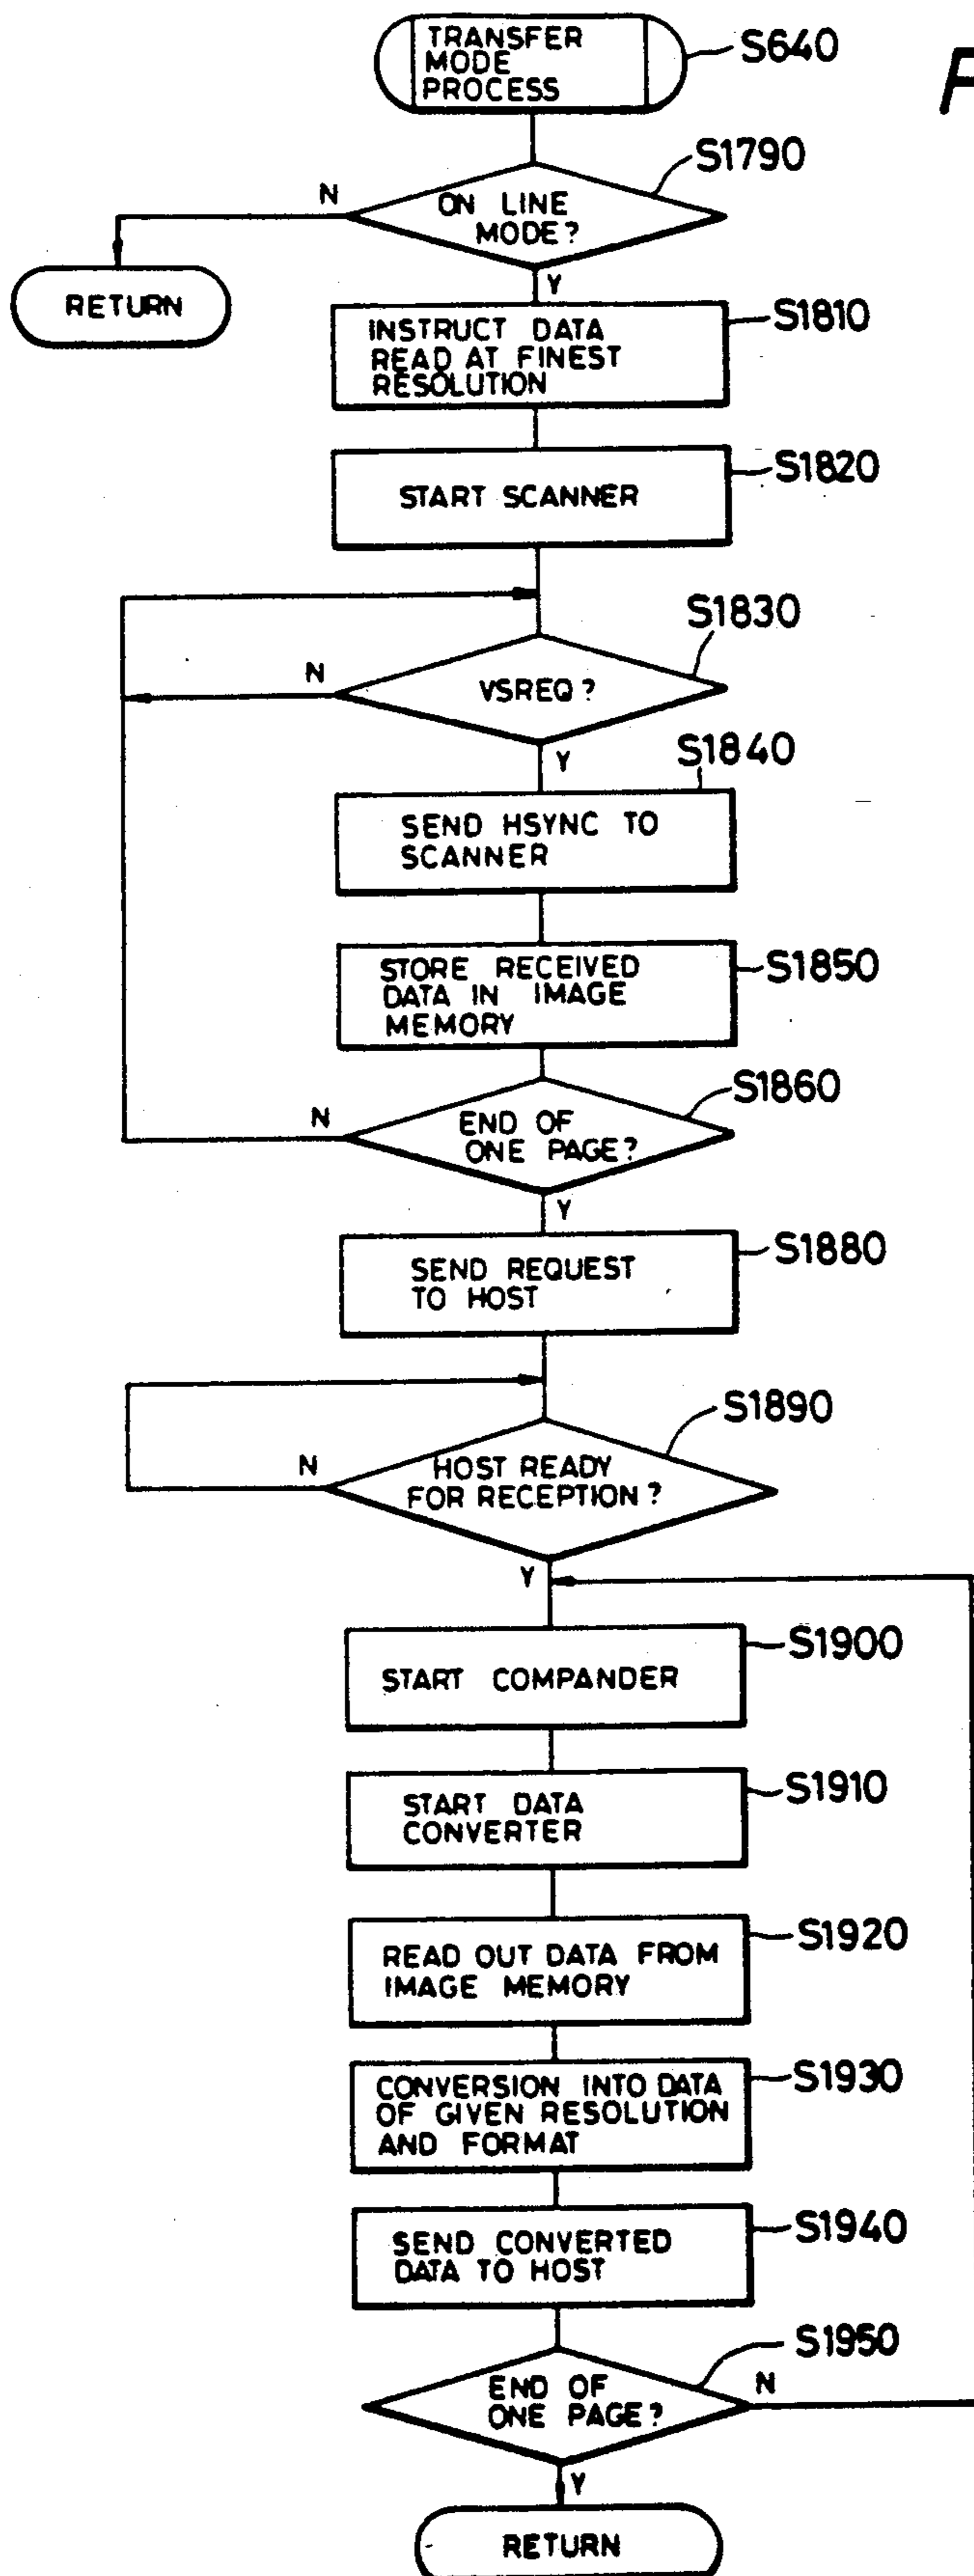 TRANSFER
MODE
PROCESS
S640
F
S1790
N
ON LINE
MODE?
Y
RETURN
INSTRUCT DATA
READ AT FINEST
RESOLUTION
S1810
START SCANNER
S1820
S1830
N
VSREQ?
Y
S1840
SEND HSYNC TO
SCANNER
STORE RECEIVED
DATA IN IMAGE
MEMORY
S1850
S1860
N
END OF
ONE PAGE?
Y
SEND REQUEST
TO HOST
S1880
S1890
N
HOST READY
FOR RECEPTION?
Y
START COMPANDER
S1900
START DATA
CONVERTER
S1910
READ OUT DATA FROM
IMAGE MEMORY
S1920
CONVERSION INTO DATA
OF GIVEN RESOLUTION
AND FORMAT
S1930
SEND CONVERTED
DATA TO HOST
S1940
S1950
END OF
ONE PAGE?
N
Y
RETURN